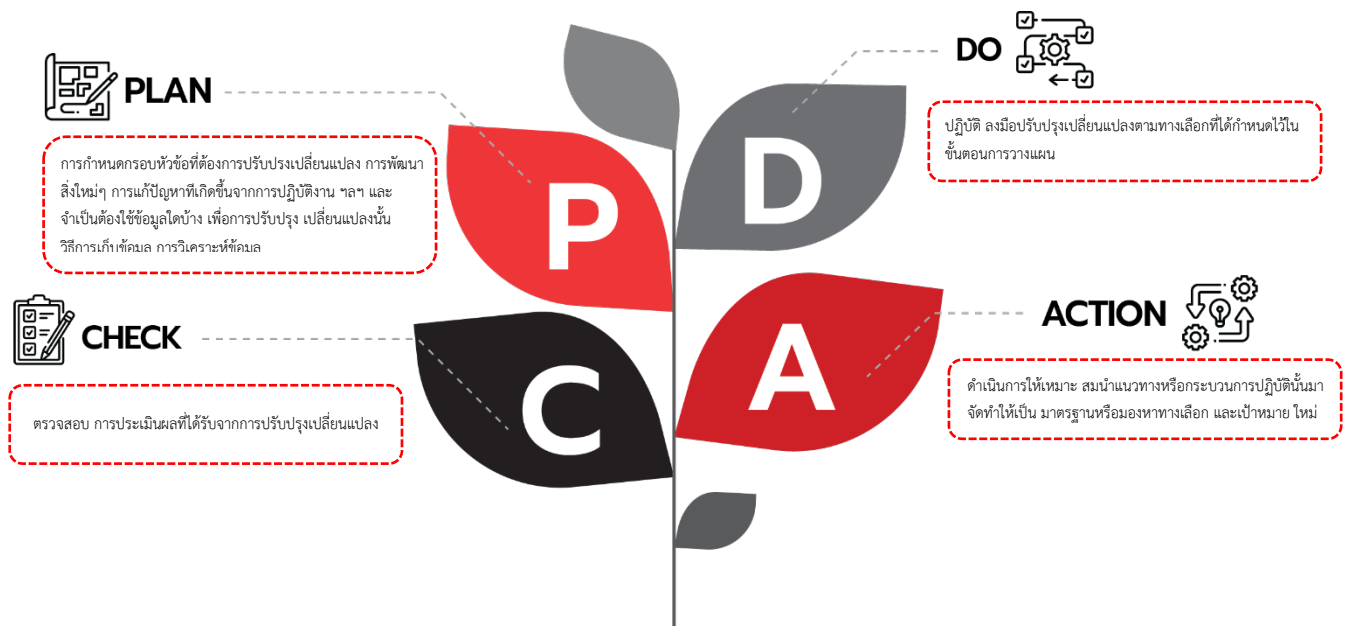 PLAN
การกำหนดกรอบหัวข้อที่ต้องการปรับปรุงเปลี่ยนแปลง การพัฒนา
สิ่งใหม่ๆ การแก้ปัญหาที่เกิดขึ้นจากการปฏิบัติงาน ฯลฯ และ
จำเป็นต้องใช้ข้อมูลใดบ้าง เพื่อการปรับปรุง เปลี่ยนแปลงนั้น
วิธีการเก็บข้อมูล การวิเคราะห์ข้อมูล
P
DO
ปฏิบัติ ลงมือปรับปรุงเปลี่ยนแปลงตามทางเลือกที่ได้กำหนดไว้ใน
ขั้นตอนการวางแผน
D
CHECK
ตรวจสอบ การประเมินผลที่ได้รับจากการปรับปรุงเปลี่ยนแปลง
C
ACTION
ดำเนินการให้เหมาะ สมนำแนวทางหรือกระบวนการปฏิบัตินั้นมา
จัดทำให้เป็น มาตรฐานหรือมองหาทางเลือก และเป้าหมาย ใหม่
A